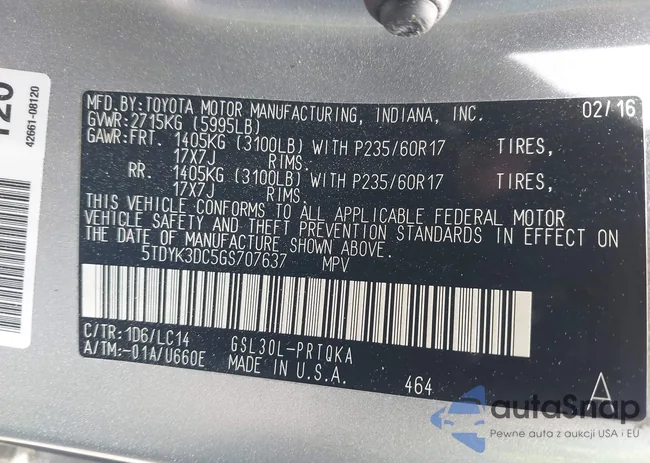 MFD.BY:TOYOTA MOTOR MANUFACTURING, INDIANA, INC. 02/16
GVWR:2715KG (5995LB)
GAWR:FRT. 1405KG (3100LB) WITH P235/60R17 TIRES,
17X7J RIMS.
RR. 1405KG (3100LB) WITH P235/60R17 TIRES,
17X7J RIMS.
THIS VEHICLE CONFORMS TO ALL APPLICABLE FEDERAL MOTOR
VEHICLE SAFETY AND THEFT PREVENTION STANDARDS IN EFFECT ON
THE DATE OF MANUFACTURE SHOWN ABOVE.
5TDYK3DC5GS707637 MPV
C/TR:1D6/LC14 GSL30L-PRTQKA
A/TM:-01A/U660E MADE IN U.S.A. 464 A
42661-08120
autaSnap
Pewne auta z aukcji USA i EU